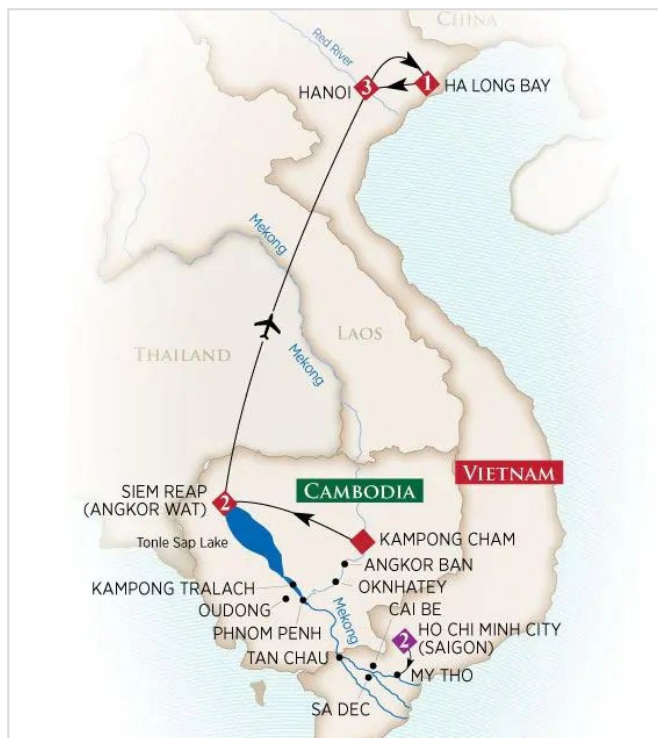 CHINA
Red River
HANOI
3
1
HA LONG BAY
Mekong
LAOS
THAILAND
Mekong
VIETNAM
CAMBODIA
SIEM REAP
(ANGKOR WAT)
2
Tonle Sap Lake
KAMPONG CHAM
ANGKOR BAN
OKNHATEY
KAMPONG TRALACH
OUDONG
CAI BE
PHNOM PENH
Mekong
2
HO CHI MINH CITY
(SAIGON)
TAN CHAU
MY THO
SA DEC